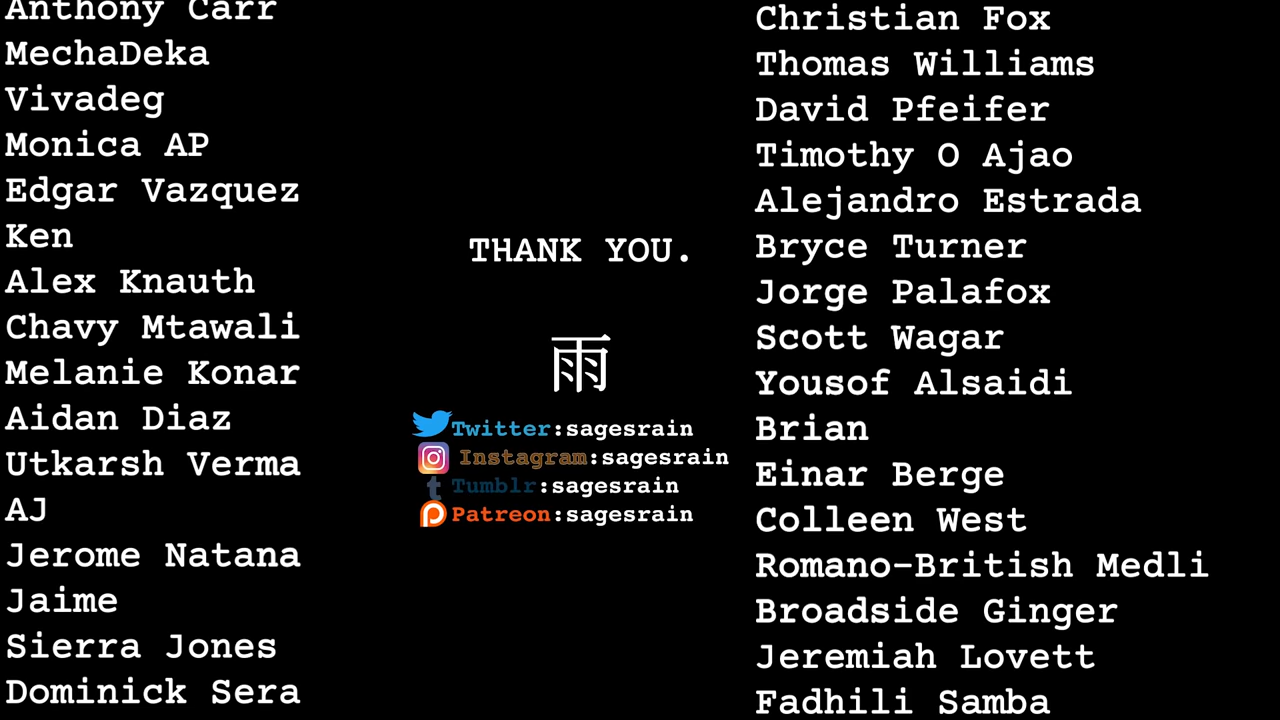 Anthony Carr
MechaDeka
Vivadeg
Monica AP
Edgar Vazquez
Ken
Alex Knauth
Chavy Mtawali
Melanie Konar
Aidan Diaz
Utkarsh Verma
AJ
Jerome Natana
Jaime
Sierra Jones
Dominick Sera
THANK YOU.
雨
Twitter:sagesrain
Instagram:sagesrain
Tumblr:sagesrain
Patreon:sagesrain
Christian Fox
Thomas Williams
David Pfeifer
Timothy O Ajao
Alejandro Estrada
Bryce Turner
Jorge Palafox
Scott Wagar
Yousof Alsaidi
Brian
Einar Berge
Colleen West
Romano-British Medli
Broadside Ginger
Jeremiah Lovett
Fadhili Samba